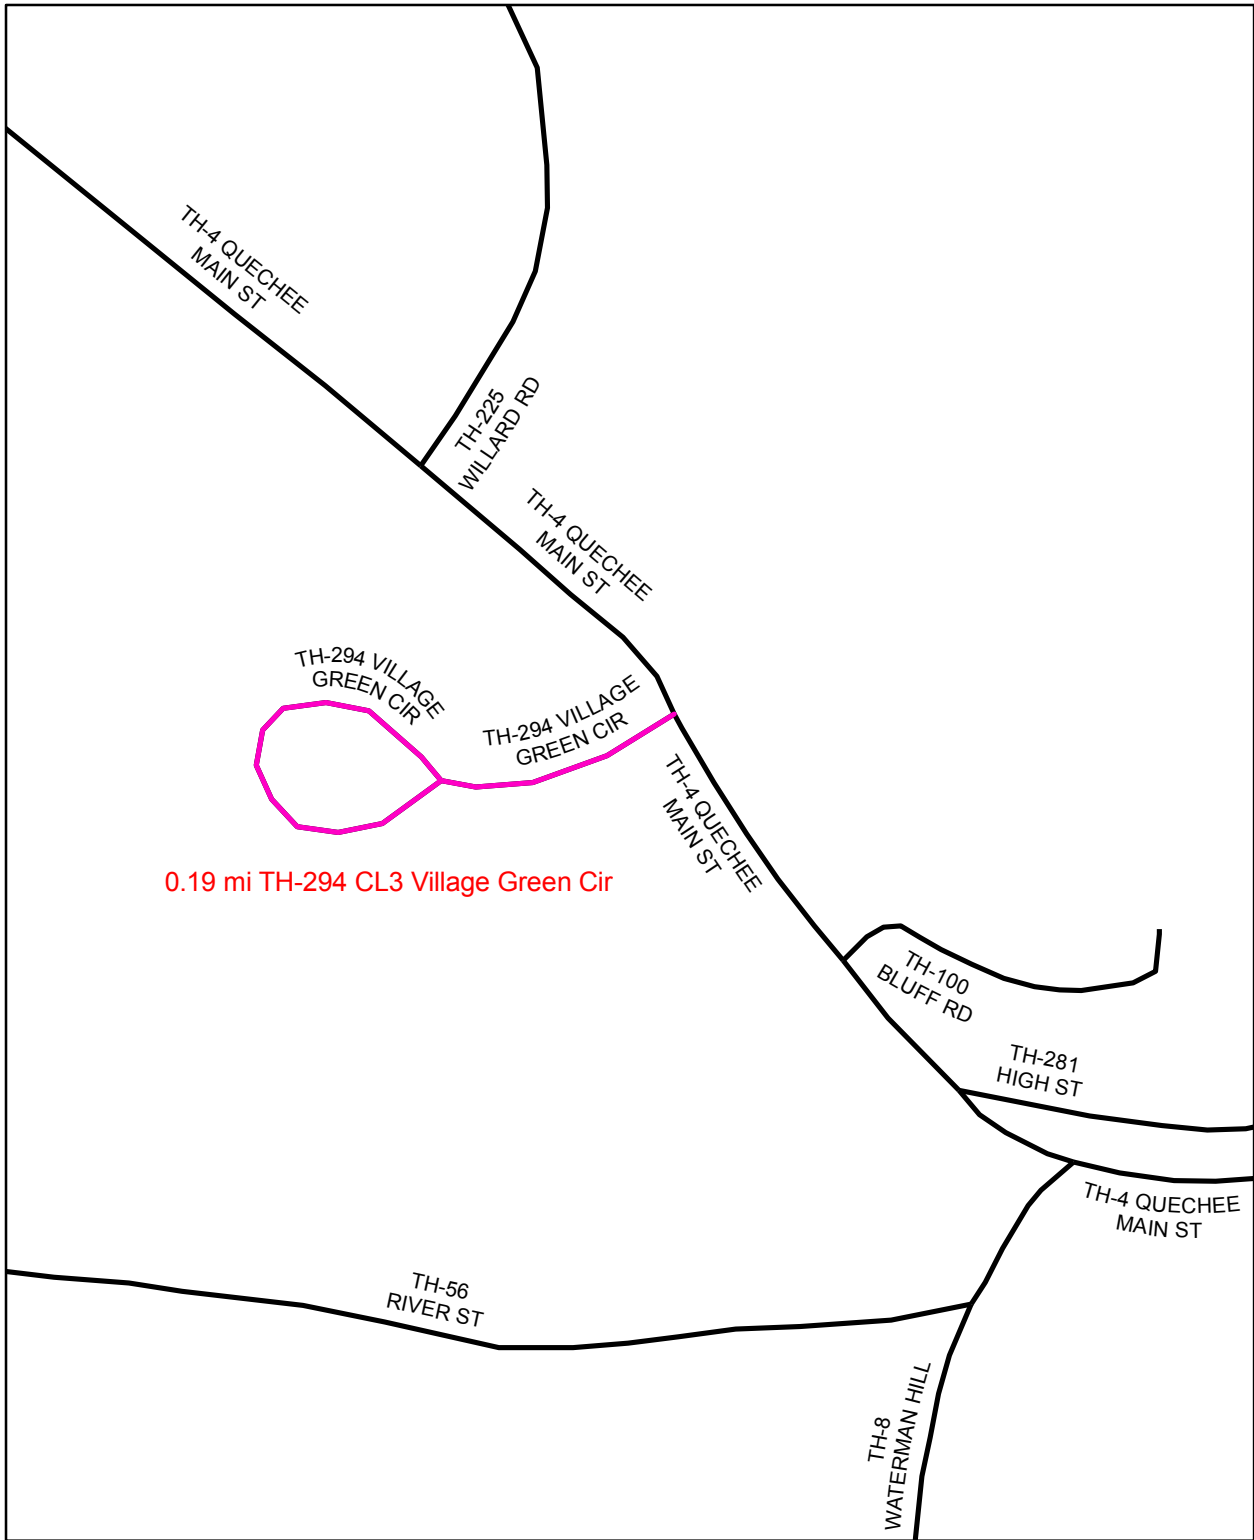 TH-4 QUECHEE
MAIN ST
TH-225
WILLARD RD
TH-4 QUECHEE
MAIN ST
TH-294 VILLAGE
GREEN CIR
TH-294 VILLAGE
GREEN CIR
TH-4 QUECHEE
MAIN ST
0.19 mi TH-294 CL3 Village Green Cir
TH-100
BLUFF RD
TH-281
HIGH ST
TH-4 QUECHEE
MAIN ST
TH-56
RIVER ST
TH-8
WATERMAN HILL